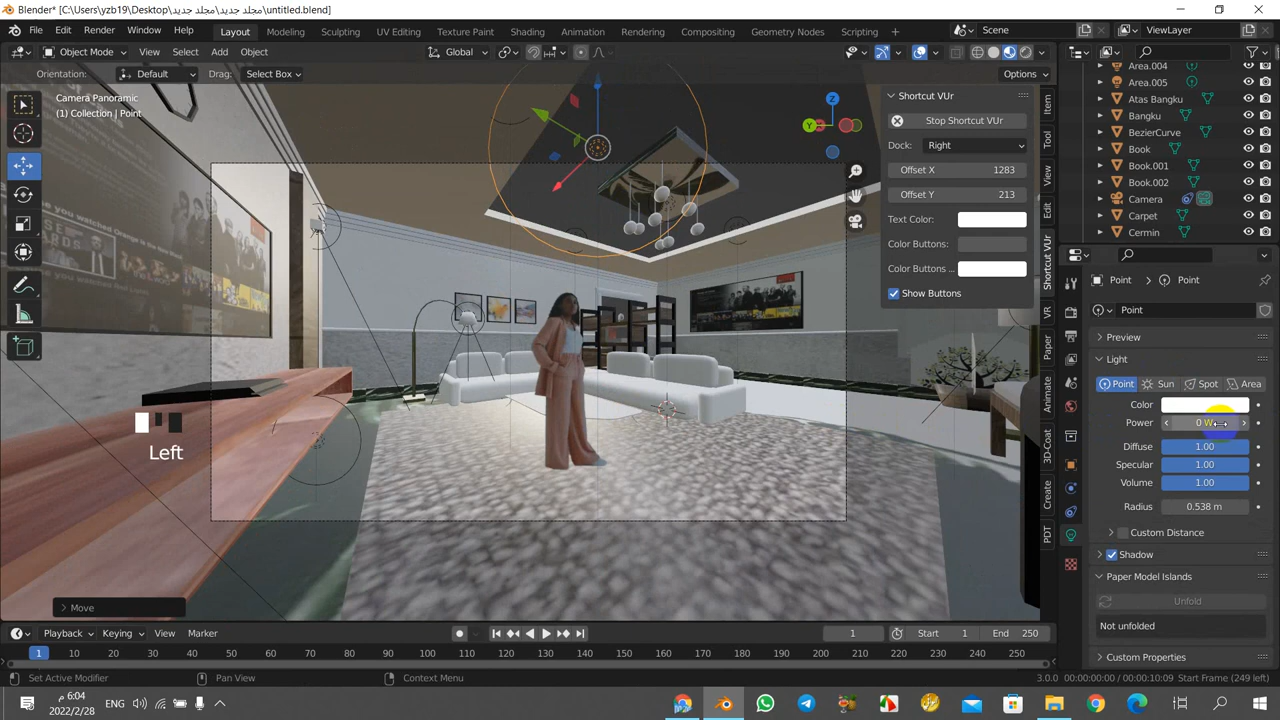 Blender* [C:\Users\yzb19\Desktop\مجلد جديد\مجلد جديد\untitled.blend]
File Edit Render Window Help Layout Modeling Sculpting UV Editing Texture Paint Shading Animation Rendering Compositing Geometry Nodes Scripting Scene ViewLayer
Object Mode View Select Add Object Global
Orientation: Default Drag: Select Box Options
Camera Panoramic
(1) Collection | Point
Z
Y
Shortcut VUr
Stop Shortcut VUr
Dock: Right
Offset X 1283
Offset Y 213
Text Color:
Color Buttons:
Color Buttons ...
Show Buttons
Item
Tool
View
Edit
Shortcut VUr
VR
Paper
Animate
3D-Coat
Create
PDT
Area.004
Area.005
Atas Bangku
Bangku
BezierCurve
Book
Book.001
Book.002
Camera
Carpet
Cermin
Point Point
Point
Preview
Light
Point Sun Spot Area
Color
Power 0 W
Diffuse 1.00
Specular 1.00
Volume 1.00
Radius 0.538 m
Custom Distance
Shadow
Paper Model Islands
Unfold
Not unfolded
Custom Properties
Left
Move
Playback Keying View Marker 1 Start 1 End 250
1 10 20 30 40 50 60 70 80 90 100 110 120 130 140 150 160 170 180 190 200 210 220 230 240 250
Set Active Modifier Pan View Context Menu 3.0.0 00:00:00:00 / 00:00:10:09 Start Frame (249 left)
6:04 م
2022/2/28
ENG